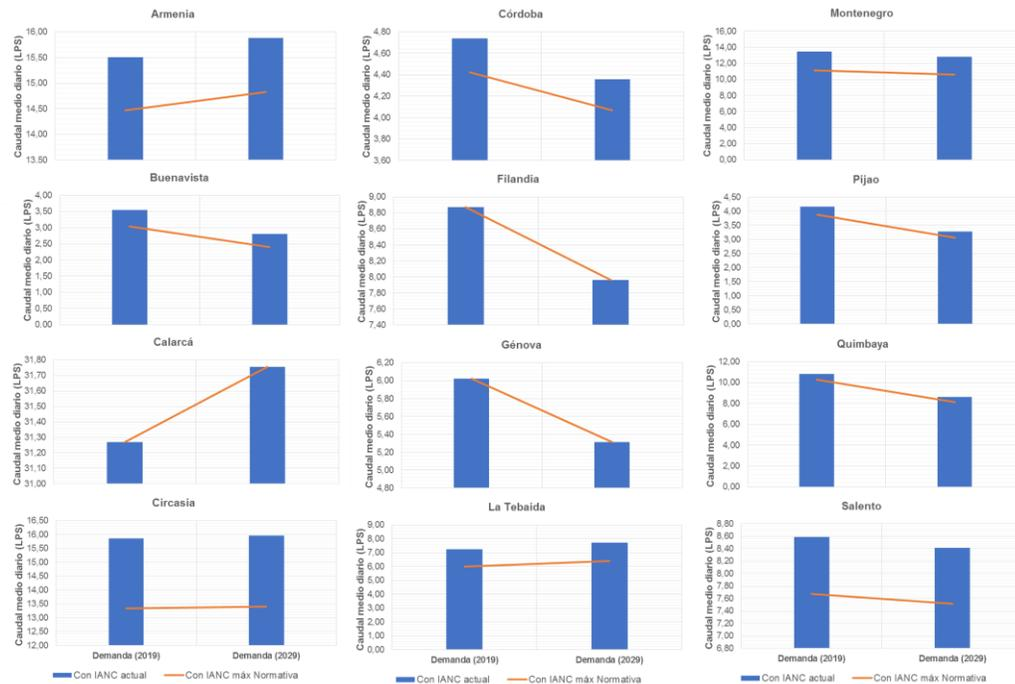 Armenia
Caudal medio diario (LPS)
16,00
15,50
15,00
14,50
14,00
13,50
Córdoba
Caudal medio diario (LPS)
4,80
4,60
4,40
4,20
4,00
3,80
3,60
Montenegro
Caudal medio diario (LPS)
16,00
14,00
12,00
10,00
8,00
6,00
4,00
2,00
0,00
Buenavista
Caudal medio diario (LPS)
4,00
3,50
3,00
2,50
2,00
1,50
1,00
0,50
0,00
Filandia
Caudal medio diario (LPS)
9,00
8,80
8,60
8,40
8,20
8,00
7,80
7,60
7,40
Pijao
Caudal medio diario (LPS)
4,50
4,00
3,50
3,00
2,50
2,00
1,50
1,00
0,50
0,00
Calarcá
Caudal medio diario (LPS)
31,80
31,70
31,60
31,50
31,40
31,30
31,20
31,10
31,00
Génova
Caudal medio diario (LPS)
6,20
6,00
5,80
5,60
5,40
5,20
5,00
4,80
Quimbaya
Caudal medio diario (LPS)
12,00
10,00
8,00
6,00
4,00
2,00
0,00
Circasia
Caudal medio diario (LPS)
16,50
16,00
15,50
15,00
14,50
14,00
13,50
13,00
12,50
12,00
Demanda (2019)
Demanda (2029)
Con IANC actual
Con IANC máx Normativa
La Tebaida
Caudal medio diario (LPS)
9,00
8,00
7,00
6,00
5,00
4,00
3,00
2,00
1,00
0,00
Demanda (2019)
Demanda (2029)
Con IANC actual
Con IANC máx Normativa
Salento
Caudal medio diario (LPS)
8,80
8,60
8,40
8,20
8,00
7,80
7,60
7,40
7,20
7,00
6,80
Demanda (2019)
Demanda (2029)
Con IANC actual
Con IANC máx Normativa